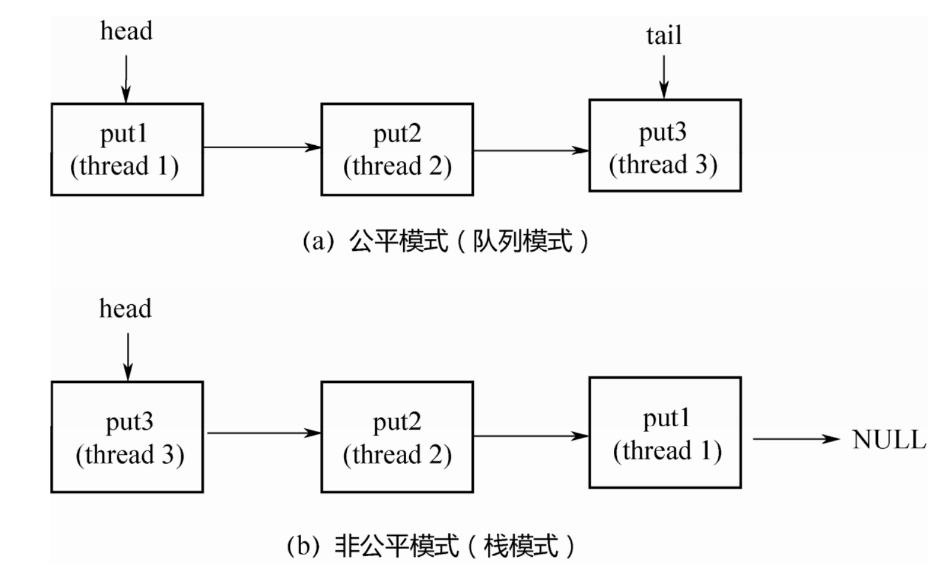 head
tail
put1
(thread 1)
put2
(thread 2)
put3
(thread 3)
(a) 公平模式（队列模式）
head
put3
(thread 3)
put2
(thread 2)
put1
(thread 1)
NULL
(b) 非公平模式（栈模式）